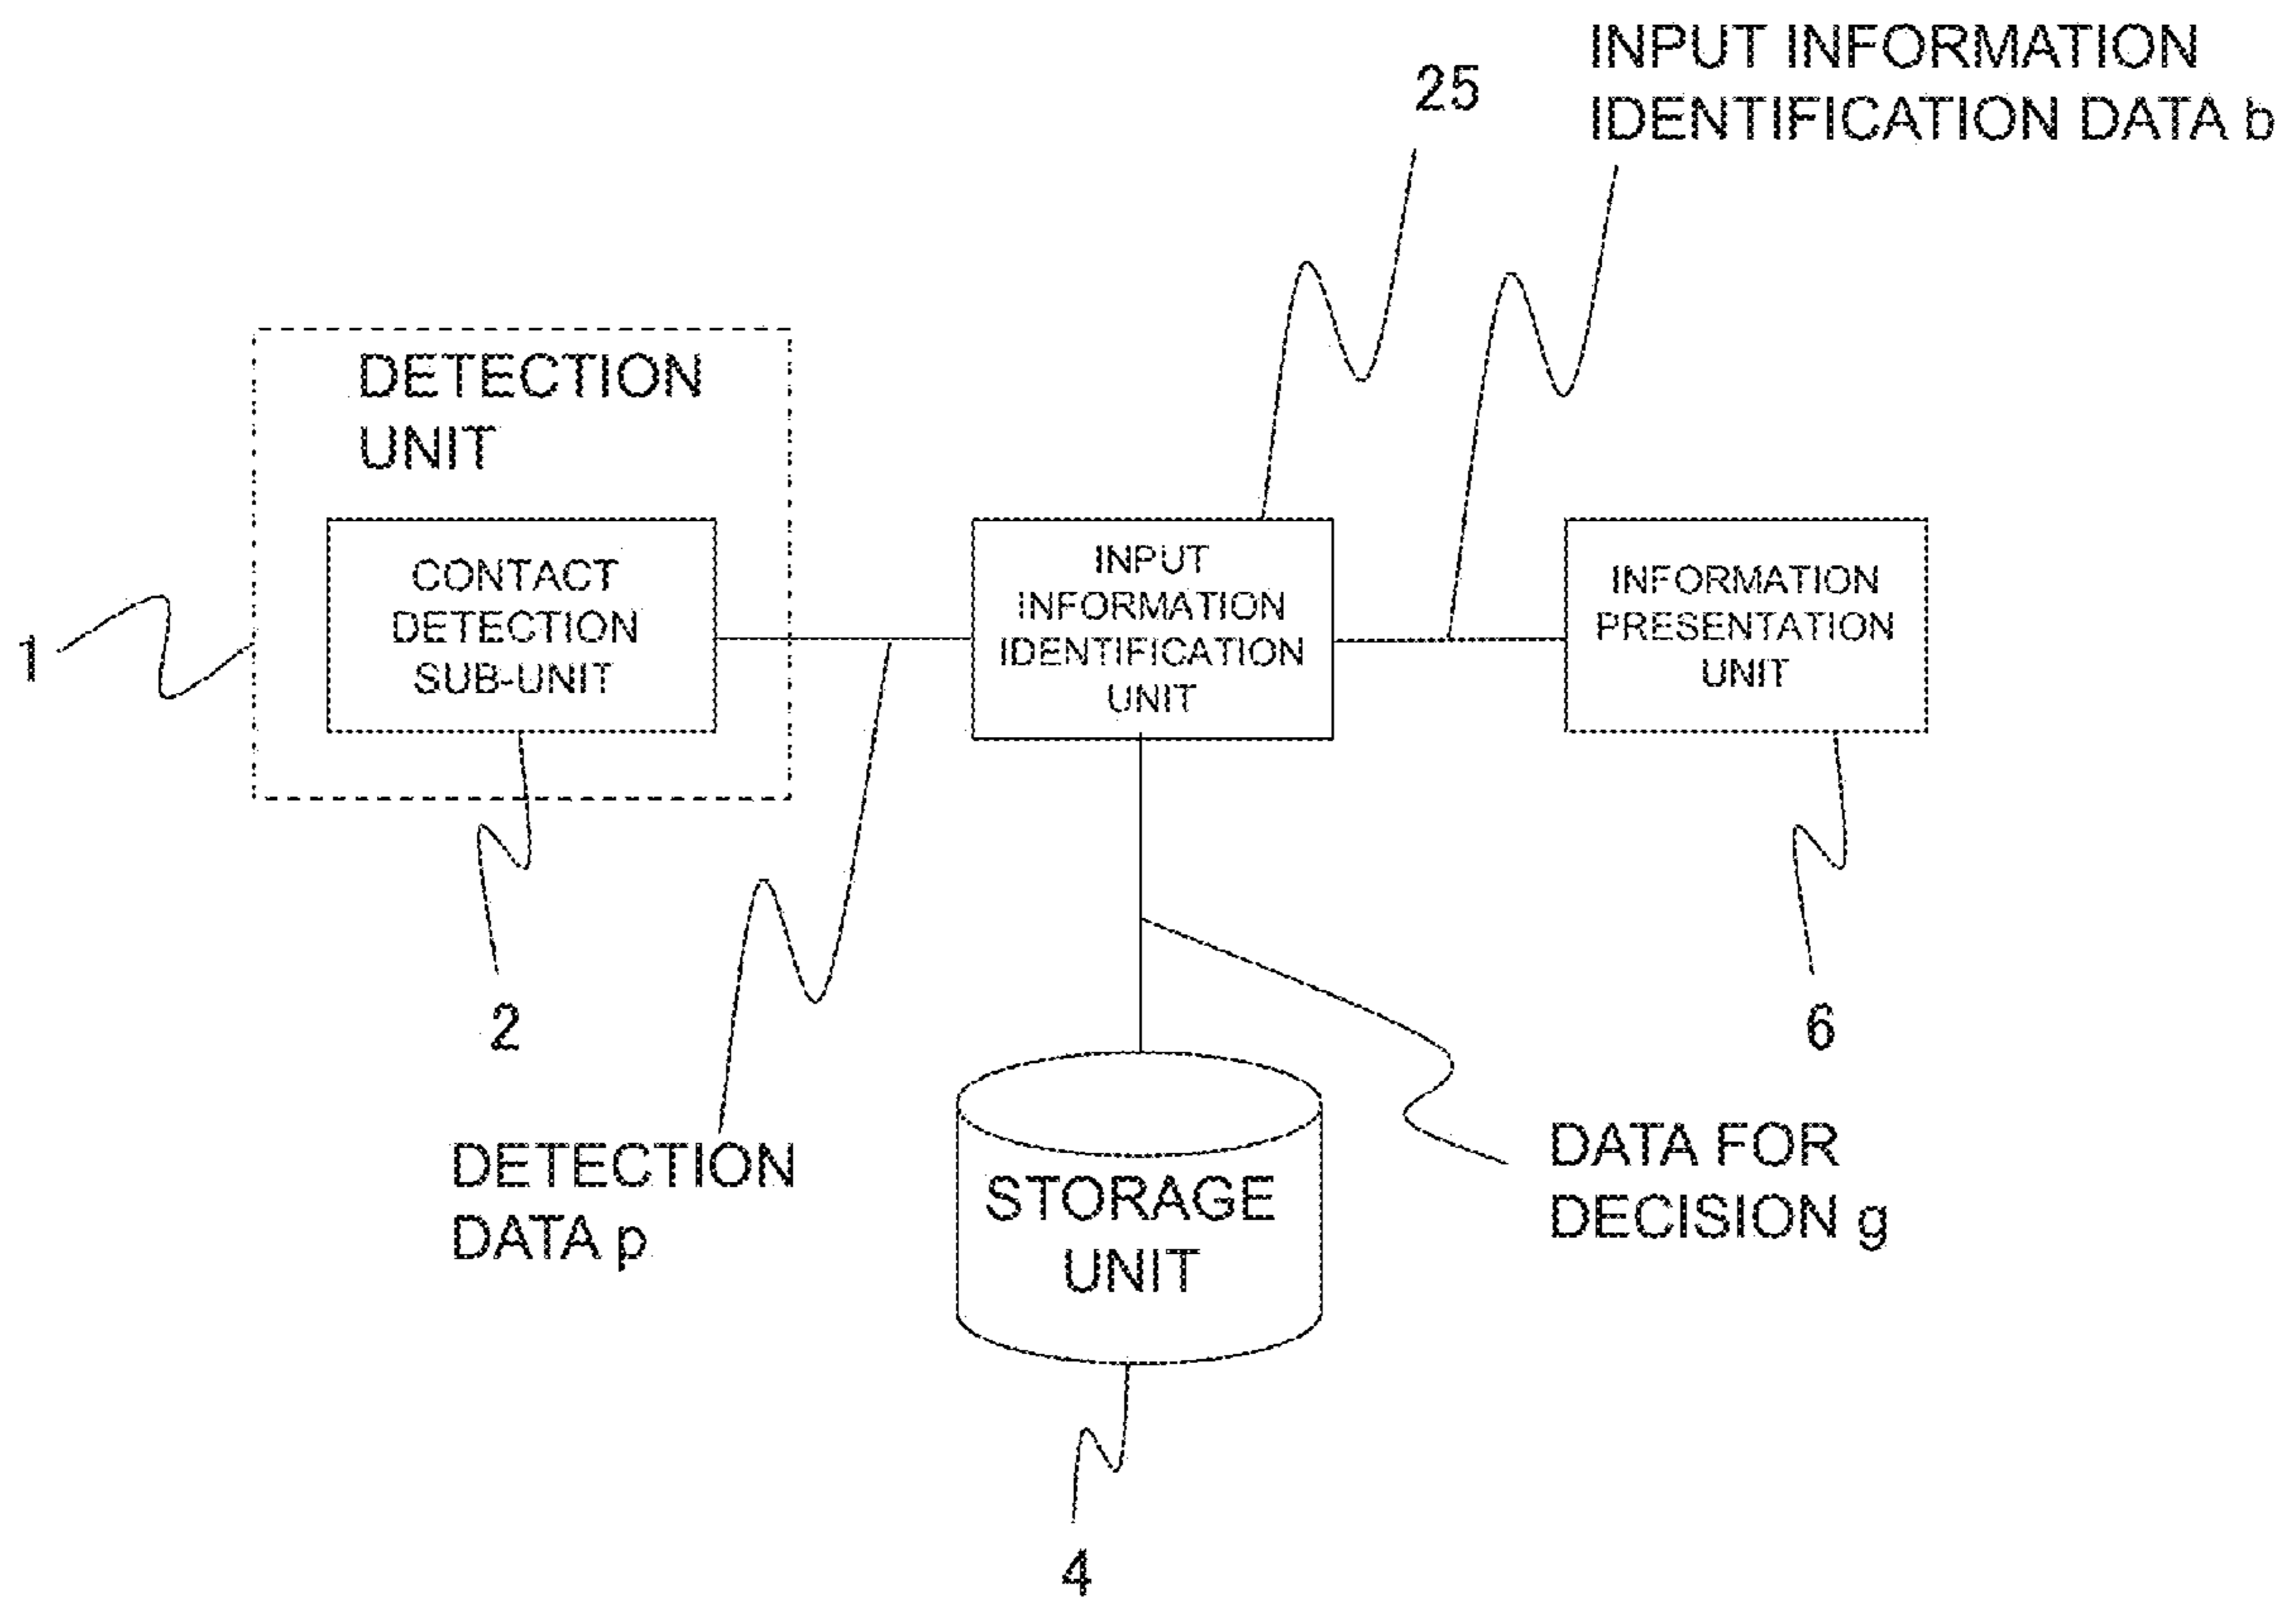 INPUT INFORMATION
IDENTIFICATION DATA b
25
DETECTION
UNIT
CONTACT
DETECTION
SUB-UNIT
INPUT
INFORMATION
IDENTIFICATION
UNIT
INFORMATION
PRESENTATION
UNIT
1
2
6
DETECTION
DATA p
STORAGE
UNIT
DATA FOR
DECISION g
4